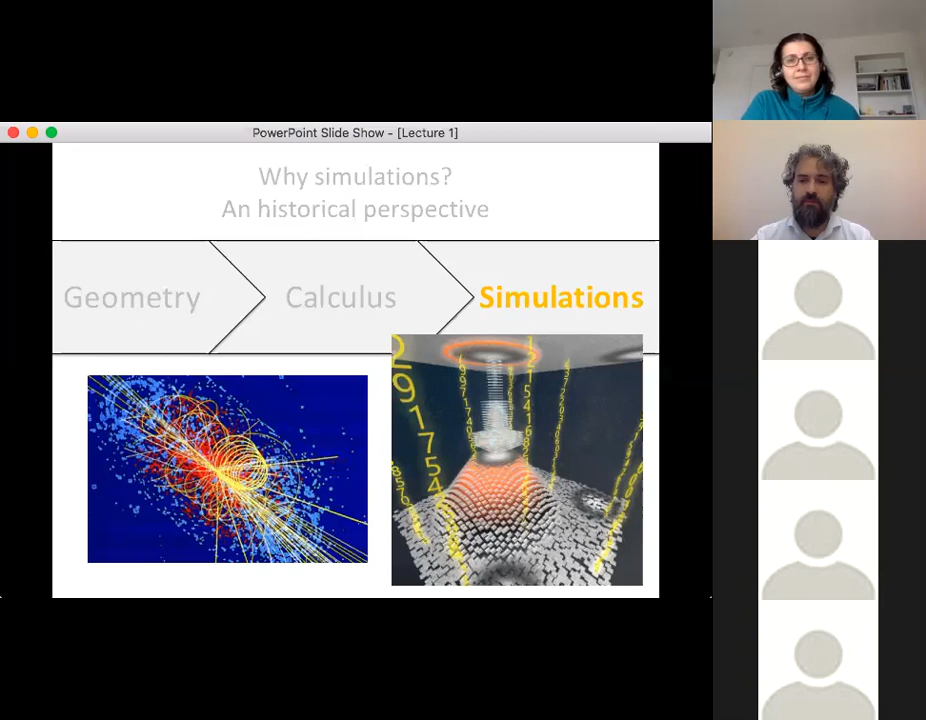 PowerPoint Slide Show - [Lecture 1]
Why simulations?
An historical perspective
Geometry
Calculus
Simulations